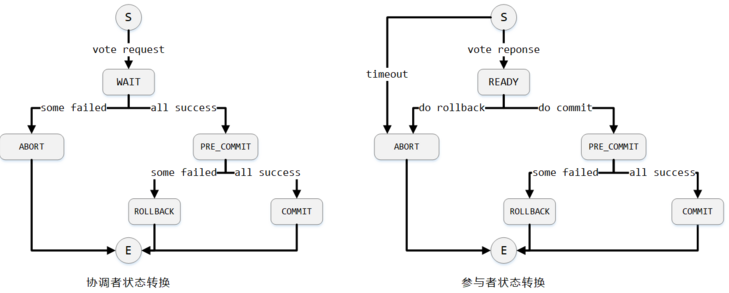 S
vote request
WAIT
some failed
all success
ABORT
PRE_COMMIT
some failed
all success
ROLLBACK
COMMIT
E
协调者状态转换
S
vote reponse
timeout
READY
do rollback
do commit
ABORT
PRE_COMMIT
some failed
all success
ROLLBACK
COMMIT
E
参与者状态转换